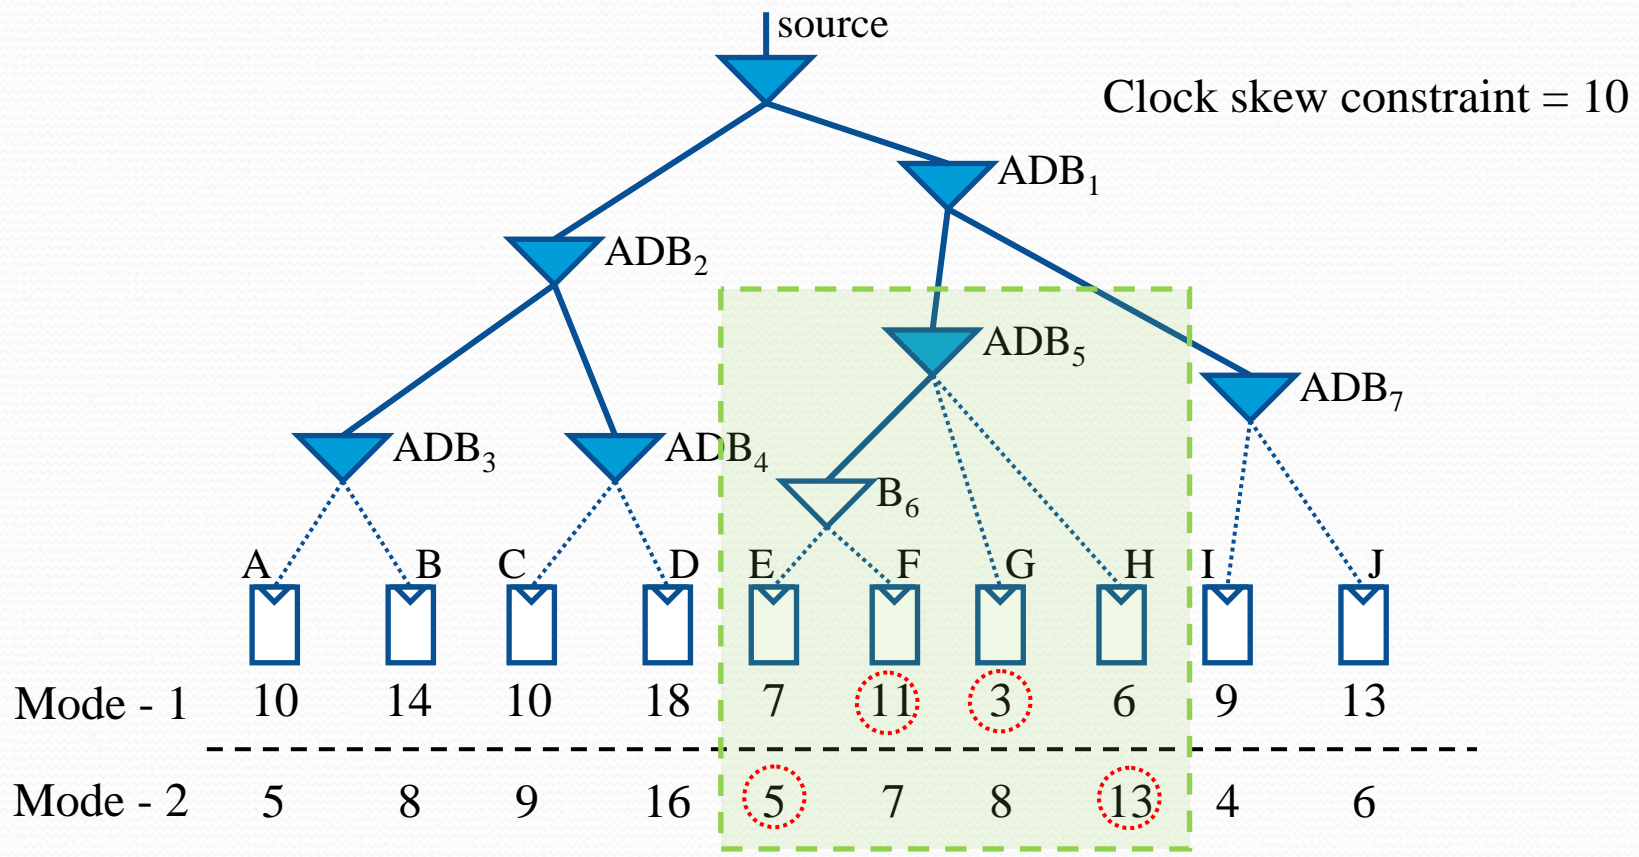 source
Clock skew constraint = 10
ADB₁
ADB₂
ADB₅
ADB₇
ADB₃
ADB₄
B₆
A B C D E F G H I J
Mode - 1 10 14 10 18 7 11 3 6 9 13
Mode - 2 5 8 9 16 5 7 8 13 4 6